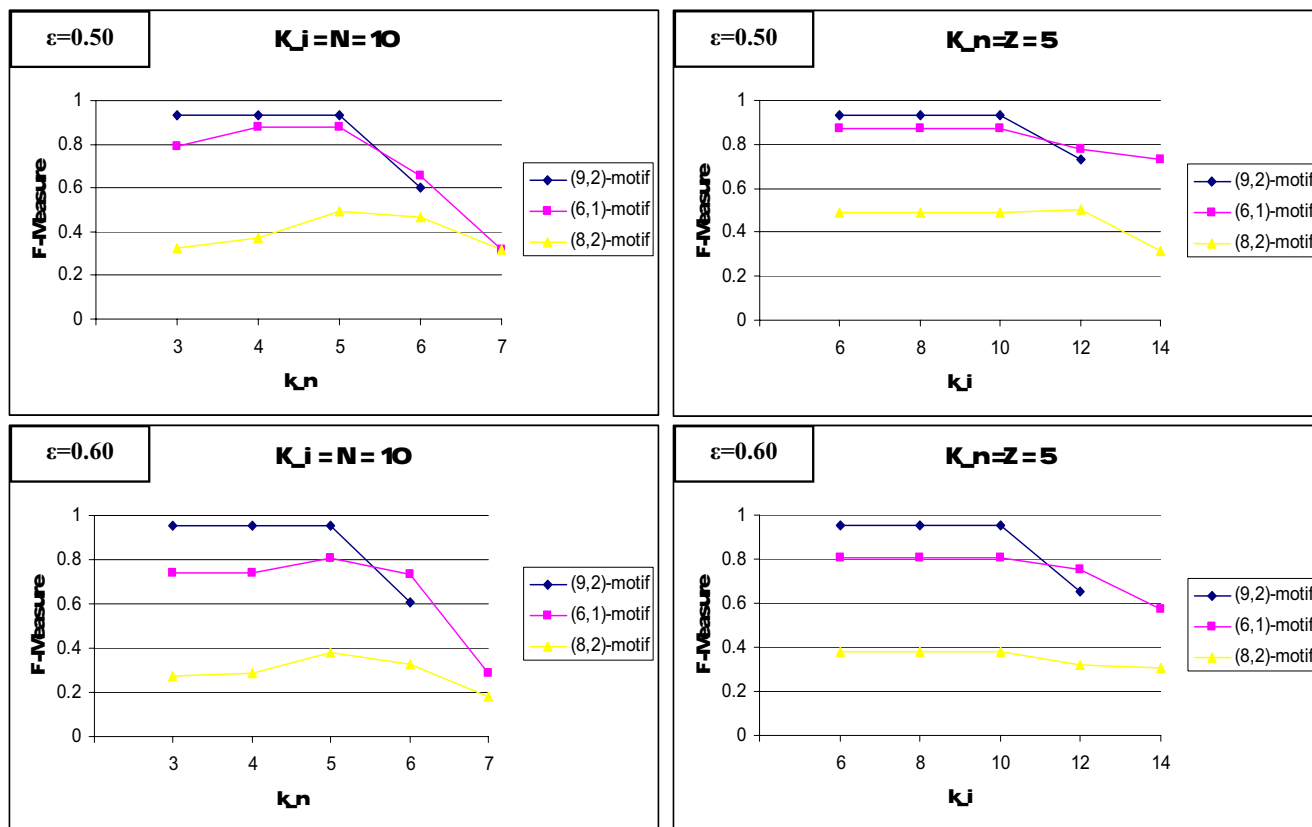 ε=0.50
K_i = N = 10
1
0.8
0.6
0.4
0.2
0
F-Measure
3 4 5 6 7
k_n
(9,2)-motif
(6,1)-motif
(8,2)-motif
ε=0.50
K_n=Z = 5
1
0.8
0.6
0.4
0.2
0
F-Measure
6 8 10 12 14
k_i
(9,2)-motif
(6,1)-motif
(8,2)-motif
ε=0.60
K_i = N = 10
1
0.8
0.6
0.4
0.2
0
F-Measure
3 4 5 6 7
k_n
(9,2)-motif
(6,1)-motif
(8,2)-motif
ε=0.60
K_n=Z = 5
1
0.8
0.6
0.4
0.2
0
F-Measure
6 8 10 12 14
k_i
(9,2)-motif
(6,1)-motif
(8,2)-motif